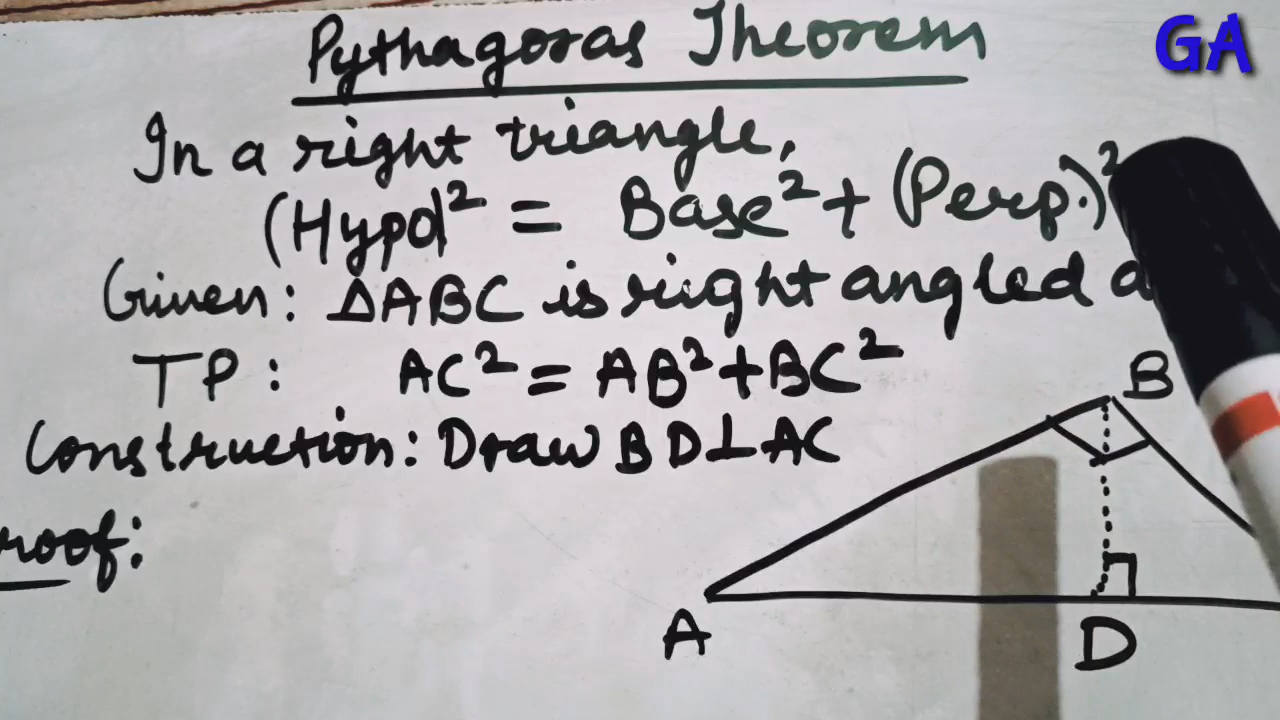 Pythagoras Theorem
GA
In a right triangle,
(Hypo)² = Base² + (Perp.)²
Given: ΔABC is right angled
TP: AC² = AB² + BC²
Construction: Draw BD⊥AC
roof:
B
A
D